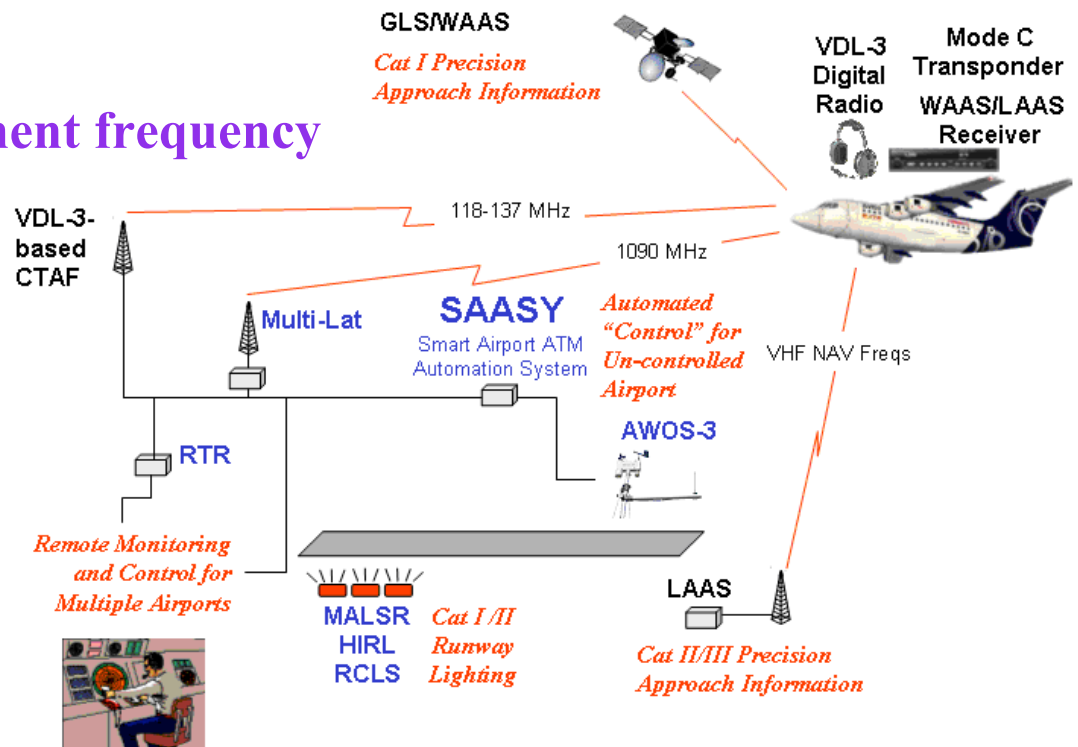 GLS/WAAS
Cat I Precision
Approach Information
VDL-3
Digital
Radio
Mode C
Transponder
WAAS/LAAS
Receiver
frequency
VDL-3-
based
CTAF
118-137 MHz
1090 MHz
Multi-Lat
SAASY
Smart Airport ATM
Automation System
Automated
“Control” for
Un-controlled
Airport
VHF NAV Freqs
RTR
AWOS-3
Remote Monitoring
and Control for
Multiple Airports
MALSR
HIRL
RCLS
Cat I /II
Runway
Lighting
LAAS
Cat II/III Precision
Approach Information